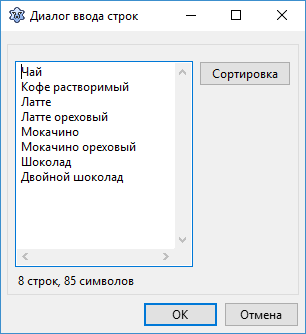 Диалог ввода строк
Чай
Сортировка
Кофе растворимый
Латте
Латте ореховый
Мокачино
Мокачино ореховый
Шоколад
Двойной шоколад
8 строк, 85 символов
OK
Отмена